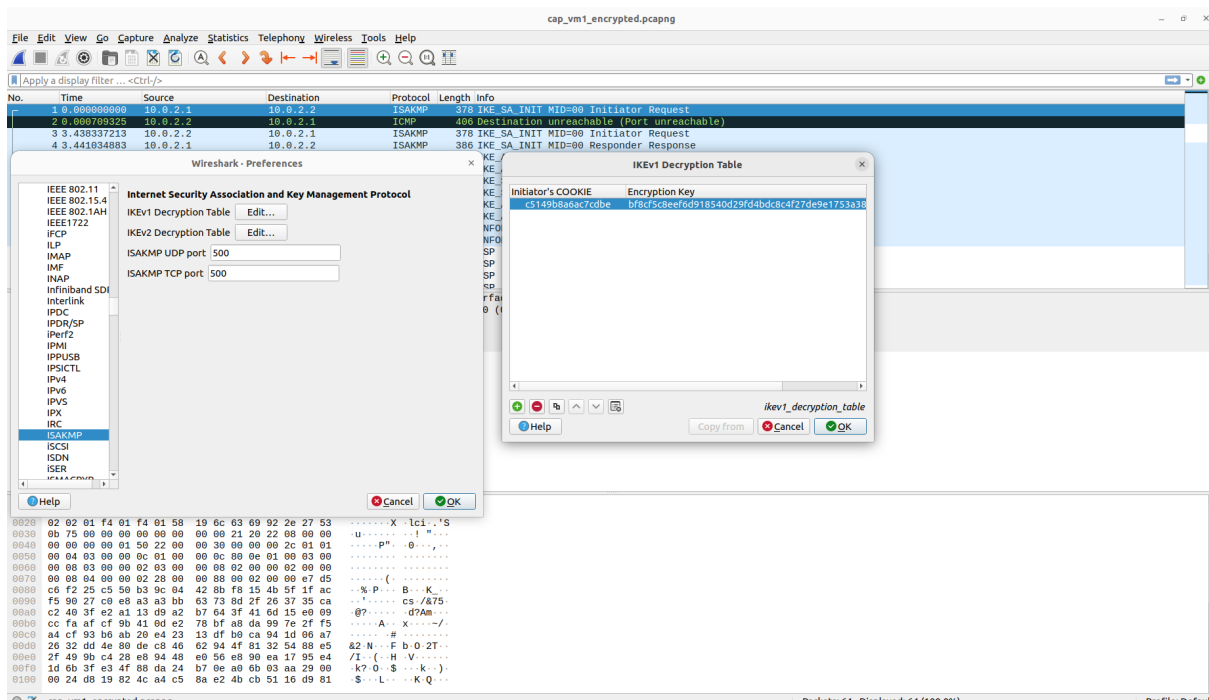 cap_vm1_encrypted.pcapng
File Edit View Go Capture Analyze Statistics Telephony Wireless Tools Help
Apply a display filter ... <Ctrl-/>
No. Time Source Destination Protocol Length Info
1 0.000000000 10.0.2.1 10.0.2.2 ISAKMP 378 IKE_SA_INIT MID=00 Initiator Request
2 0.000709325 10.0.2.2 10.0.2.1 ICMP 406 Destination unreachable (Port unreachable)
3 3.438337213 10.0.2.2 10.0.2.1 ISAKMP 378 IKE_SA_INIT MID=00 Initiator Request
4 3.441034883 10.0.2.1 10.0.2.2 ISAKMP 386 IKE_SA_INIT MID=00 Responder Response
Wireshark · Preferences
IEEE 802.11
IEEE 802.15.4
IEEE 802.1AH
IEEE1722
iFCP
ILP
IMAP
IMF
INAP
Infiniband SDP
Interlink
IPDC
IPDR/SP
iPerf2
IPMI
IPPUSB
IPSICTL
IPv4
IPv6
IPVS
IPX
IRC
ISAKMP
iSCSI
ISDN
iSER
Internet Security Association and Key Management Protocol
IKEv1 Decryption Table Edit...
IKEv2 Decryption Table Edit...
ISAKMP UDP port 500
ISAKMP TCP port 500
Help Cancel OK
IKEv1 Decryption Table
Initiator's COOKIE Encryption Key
c5149b8a6ac7cdbe bf8cf5c8eef6d918540d29fd4bdc8c4f27de9e1753a38
ikev1_decryption_table
Help Copy from Cancel OK
0020 02 02 01 f4 01 f4 01 58 19 6c 63 69 92 2e 27 53
0030 0b 75 00 00 00 00 00 00 00 00 21 20 22 08 00 00
0040 00 00 00 00 01 50 22 00 00 30 00 00 00 2c 01 01
0050 00 04 03 00 00 0c 01 00 00 0c 80 0e 01 00 03 00
0060 00 08 03 00 00 02 03 00 00 08 02 00 00 02 00 00
0070 00 08 04 00 00 02 28 00 00 88 00 02 00 00 e7 d5
0080 c6 f2 25 c5 50 b3 9c 04 42 8b f8 15 4b 5f 1f ac
0090 f5 90 27 c0 e8 a3 a3 bb 63 73 8d 2f 26 37 35 ca
00a0 c2 40 3f e2 a1 13 d9 a2 b7 64 3f 41 6d 15 e0 09
00b0 cc fa af cf 9b 41 0d e2 78 bf a8 da 99 7e 2f f5
00c0 a4 cf 93 b6 ab 20 e4 23 13 df b0 ca 94 1d 06 a7
00d0 26 32 dd 4e 80 de c8 46 62 94 4f 81 32 54 88 e5
00e0 2f 49 9b c4 28 e8 94 48 e0 56 e8 90 ea 17 95 e4
00f0 1d 6b 3f e3 4f 88 da 24 b7 0e a0 6b 03 aa 29 00
0100 00 24 d8 19 82 4c a4 c5 8a e2 4b cb 51 16 d9 81